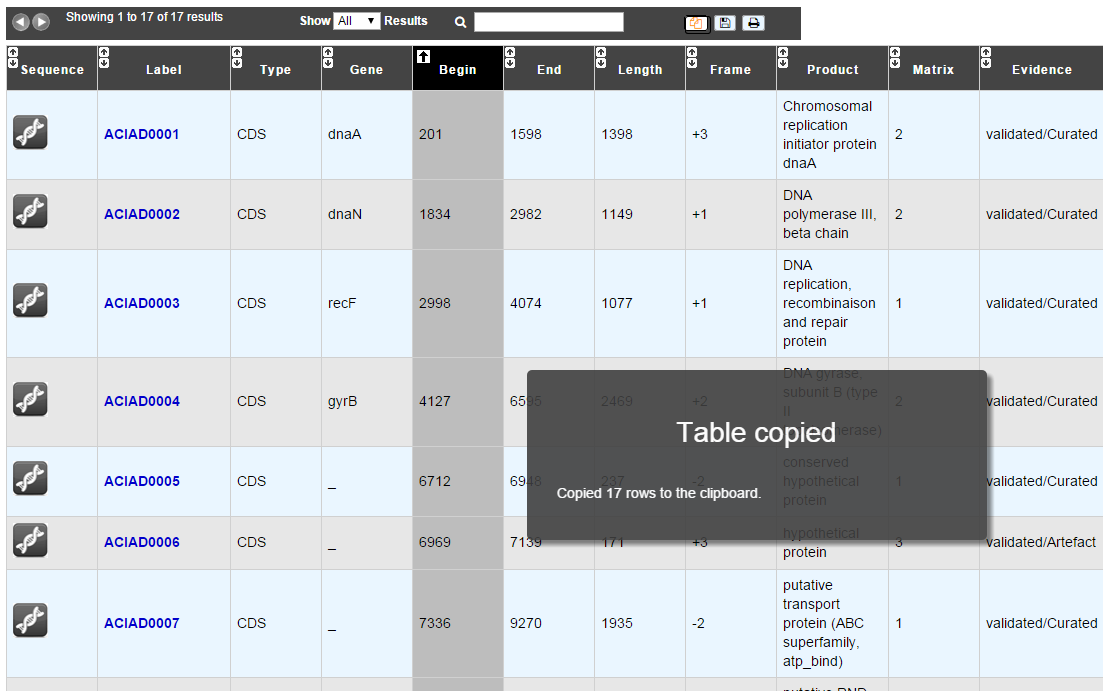 Showing 1 to 17 of 17 results
Show All Results
Sequence Label Type Gene Begin End Length Frame Product Matrix Evidence
ACIAD0001 CDS dnaA 201 1598 1398 +3 Chromosomal replication initiator protein dnaA 2 validated/Curated
ACIAD0002 CDS dnaN 1834 2982 1149 +1 DNA polymerase III, beta chain 2 validated/Curated
ACIAD0003 CDS recF 2998 4074 1077 +1 DNA replication, recombinaison and repair protein 1 validated/Curated
ACIAD0004 CDS gyrB 4127 6595 2469 +2 DNA gyrase, subunit B (type II 2 validated/Curated
Table copied
Copied 17 rows to the clipboard.
ACIAD0005 CDS _ 6712 6948 237 -2 conserved hypothetical protein 1 validated/Curated
ACIAD0006 CDS _ 6969 7139 171 +3 hypothetical protein 3 validated/Artefact
ACIAD0007 CDS _ 7336 9270 1935 -2 putative transport protein (ABC superfamily, atp_bind) 1 validated/Curated